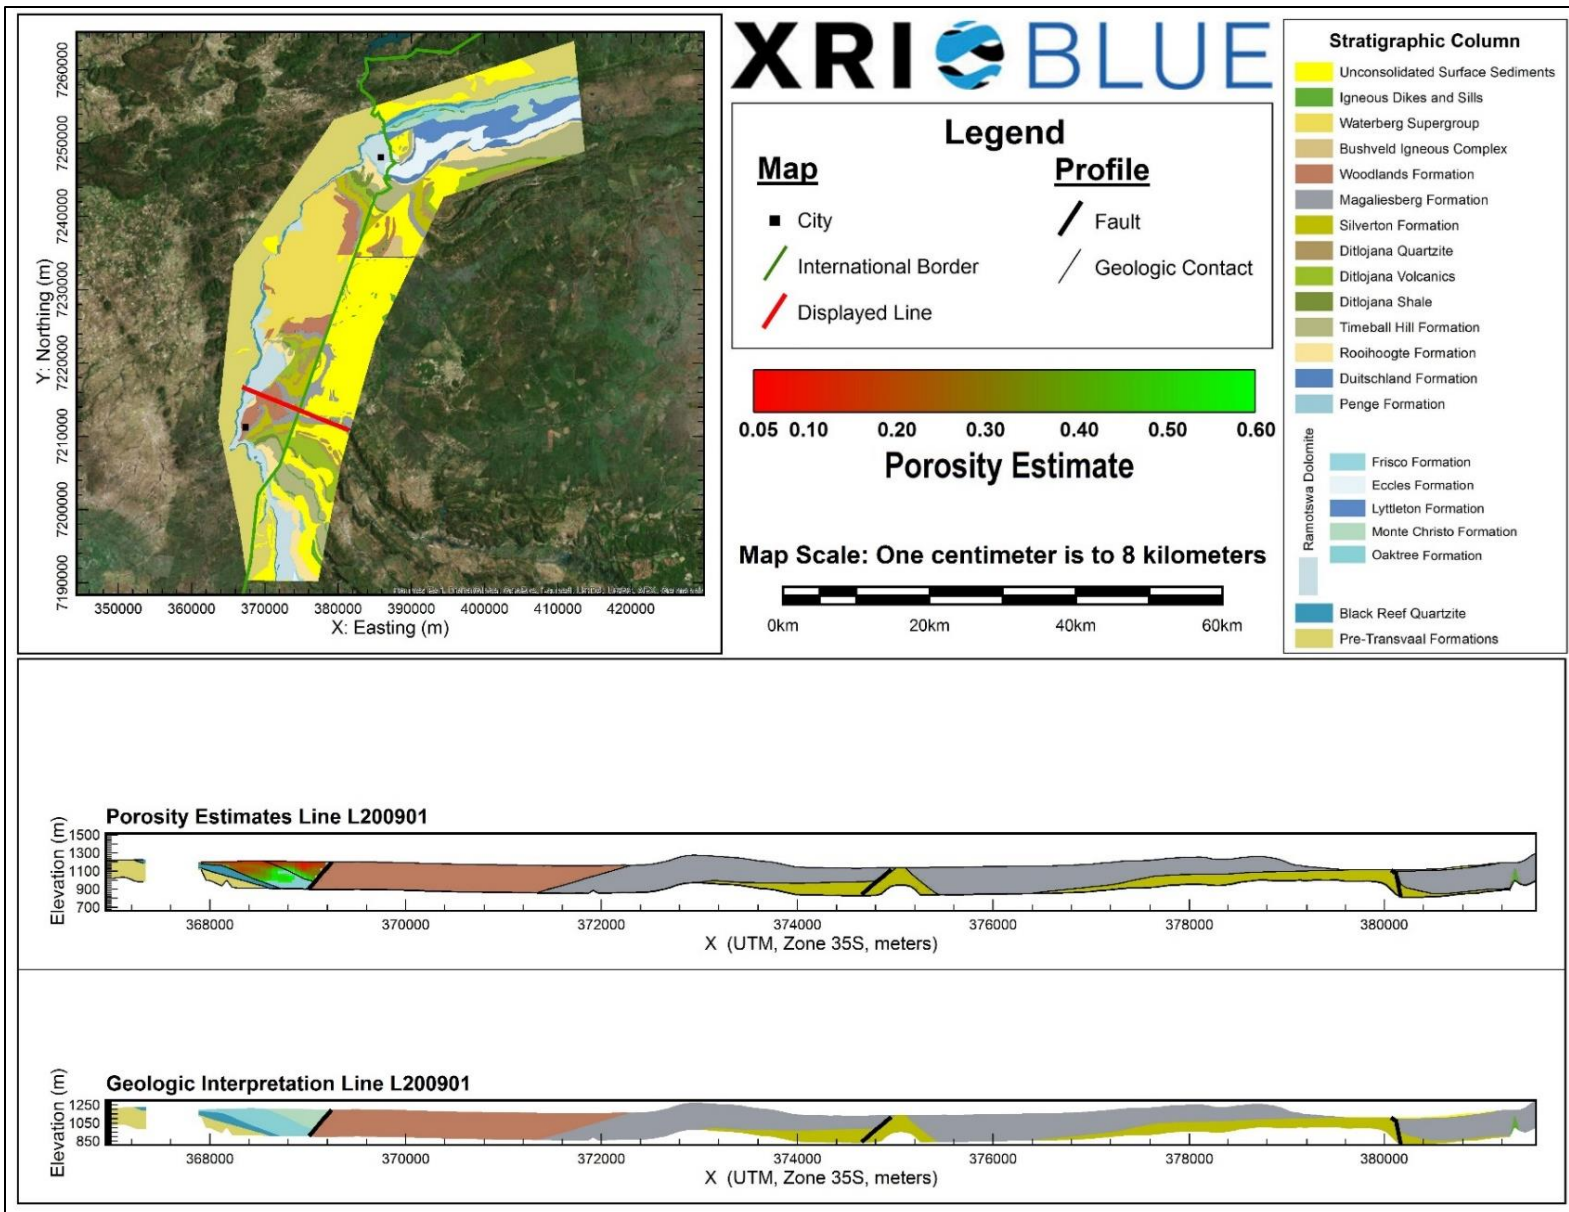 7260000
7250000
7240000
7230000
7220000
7210000
7200000
7190000
Y: Northing (m)
350000 360000 370000 380000 390000 400000 410000 420000
X: Easting (m)
XRI BLUE
Legend
Map
City
International Border
Displayed Line
Profile
Fault
Geologic Contact
0.05 0.10 0.20 0.30 0.40 0.50 0.60
Porosity Estimate
Map Scale: One centimeter is to 8 kilometers
0km 20km 40km 60km
Stratigraphic Column
Unconsolidated Surface Sediments
Igneous Dikes and Sills
Waterberg Supergroup
Bushveld Igneous Complex
Woodlands Formation
Magaliesberg Formation
Silverton Formation
Ditlojana Quartzite
Ditlojana Volcanics
Ditlojana Shale
Timeball Hill Formation
Rooihoogte Formation
Duitschland Formation
Penge Formation
Ramotswa Dolomite
Frisco Formation
Eccles Formation
Lyttleton Formation
Monte Christo Formation
Oaktree Formation
Black Reef Quartzite
Pre-Transvaal Formations
Porosity Estimates Line L200901
Elevation (m)
1500
1300
1100
900
700
368000 370000 372000 374000 376000 378000 380000
X (UTM, Zone 35S, meters)
Geologic Interpretation Line L200901
Elevation (m)
1250
1050
850
368000 370000 372000 374000 376000 378000 380000
X (UTM, Zone 35S, meters)